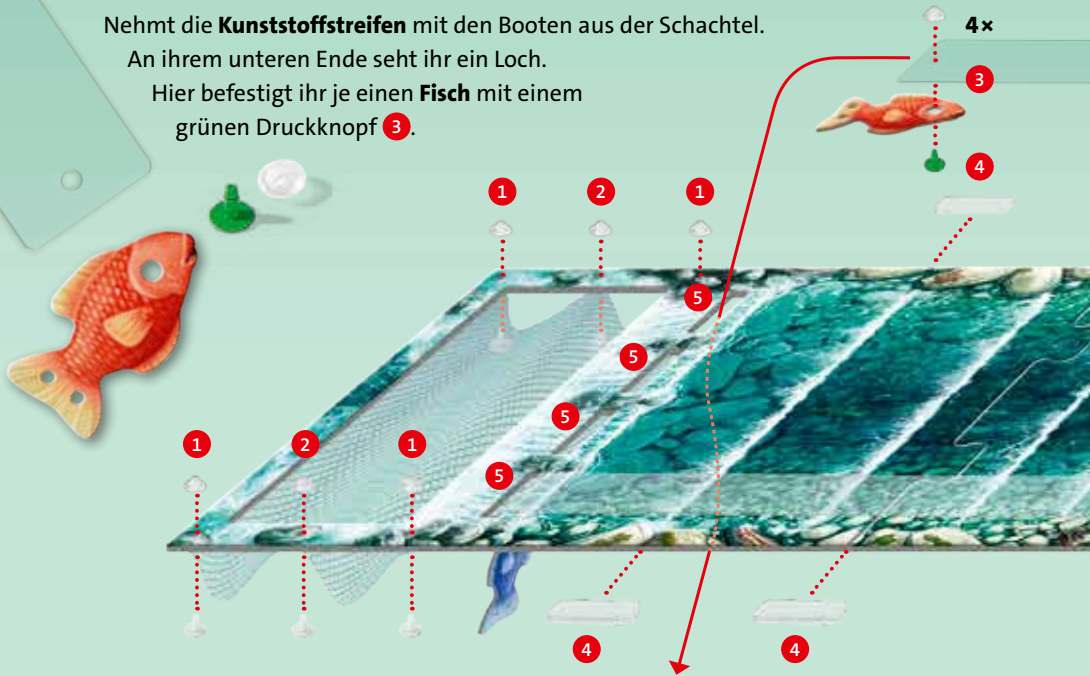 Nehmt die Kunststoffstreifen mit den Booten aus der Schachtel.
An ihrem unteren Ende seht ihr ein Loch.
Hier befestigt ihr je einen Fisch mit einem
grünen Druckknopf 3.
4×
3
4
1 2 1
5
5
5
5
1 2 1
4 4